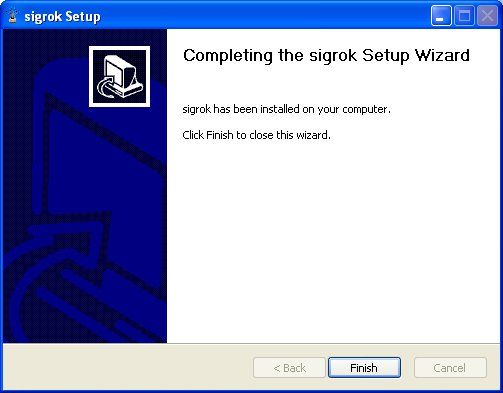 sigrok Setup
Completing the sigrok Setup Wizard
sigrok has been installed on your computer.
Click Finish to close this wizard.
< Back
Finish
Cancel